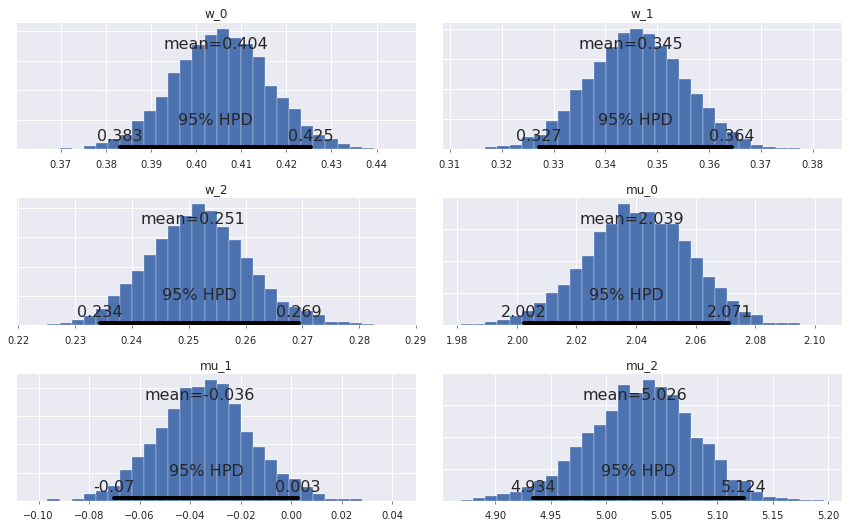 w_0
mean=0.404
95% HPD
0.383 0.425
0.37 0.38 0.39 0.40 0.41 0.42 0.43 0.44
w_1
mean=0.345
95% HPD
0.327 0.364
0.31 0.32 0.33 0.34 0.35 0.36 0.37 0.38
w_2
mean=0.251
95% HPD
0.234 0.269
0.22 0.23 0.24 0.25 0.26 0.27 0.28 0.29
mu_0
mean=2.039
95% HPD
2.002 2.071
1.98 2.00 2.02 2.04 2.06 2.08 2.10
mu_1
mean=-0.036
95% HPD
-0.07 0.003
−0.10 −0.08 −0.06 −0.04 −0.02 0.00 0.02 0.04
mu_2
mean=5.026
95% HPD
4.934 5.124
4.90 4.95 5.00 5.05 5.10 5.15 5.20